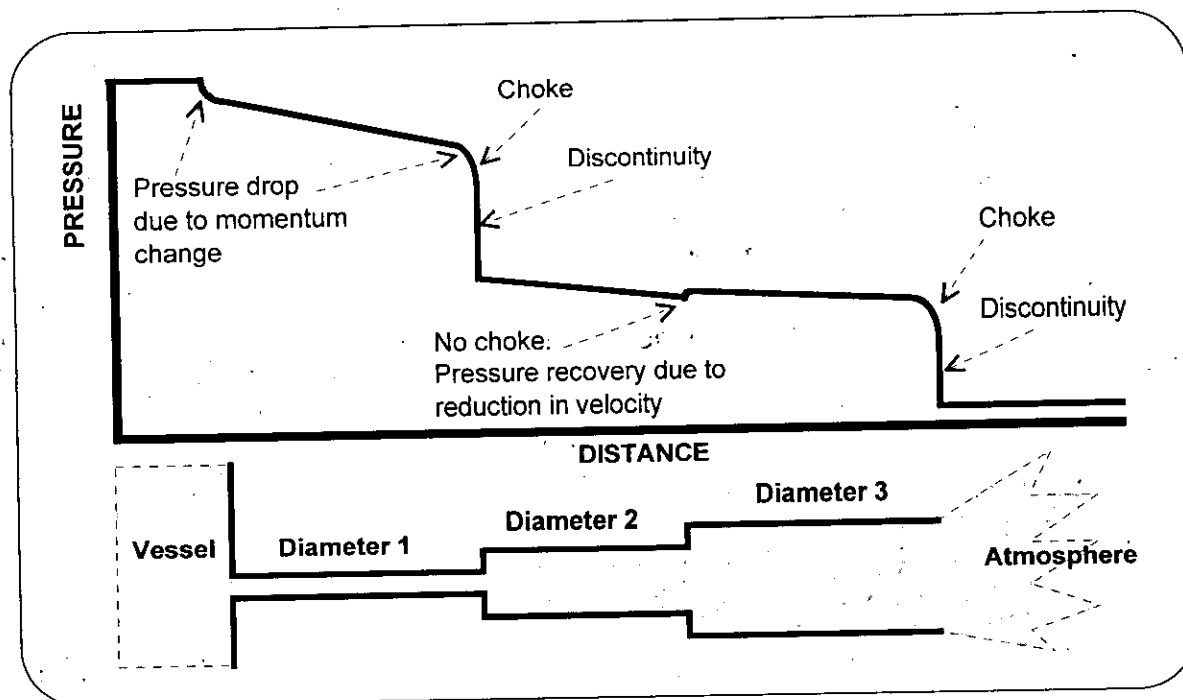 PRESSURE
Choke
Discontinuity
Pressure drop
due to momentum
change
Choke
Discontinuity
No choke.
Pressure recovery due to
reduction in velocity
DISTANCE
Vessel
Diameter 1
Diameter 2
Diameter 3
Atmosphere